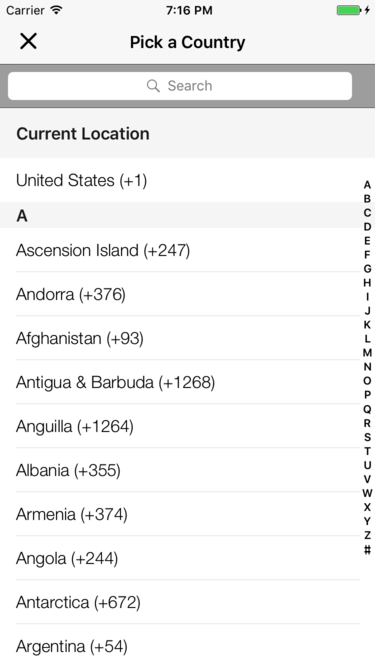 Carrier 7:16 PM
Pick a Country
Search
Current Location
United States (+1)
A
Ascension Island (+247)
Andorra (+376)
Afghanistan (+93)
Antigua & Barbuda (+1268)
Anguilla (+1264)
Albania (+355)
Armenia (+374)
Angola (+244)
Antarctica (+672)
Argentina (+54)
A
B
C
D
E
F
G
H
I
J
K
L
M
N
O
P
Q
R
S
T
U
V
W
X
Y
Z
#